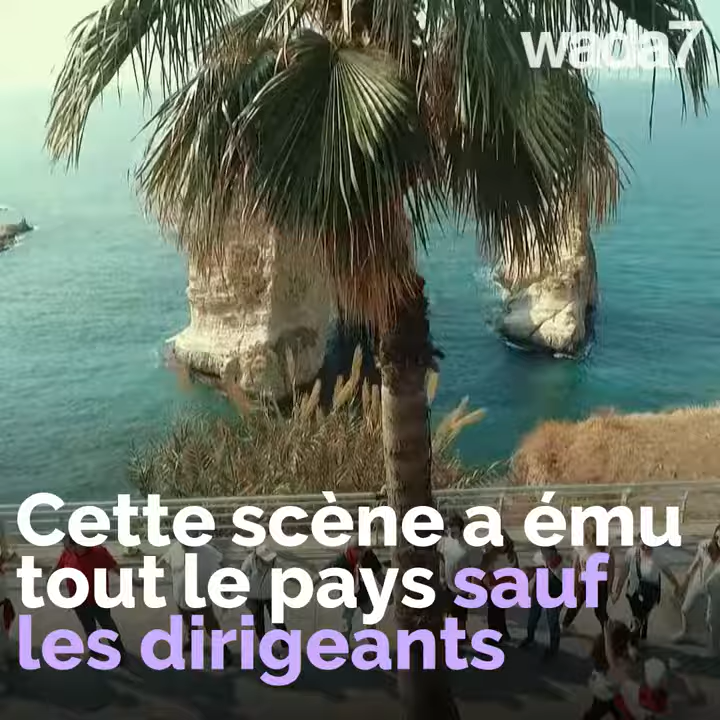 wada7
Cette scène a ému
tout le pays sauf
les dirigeants